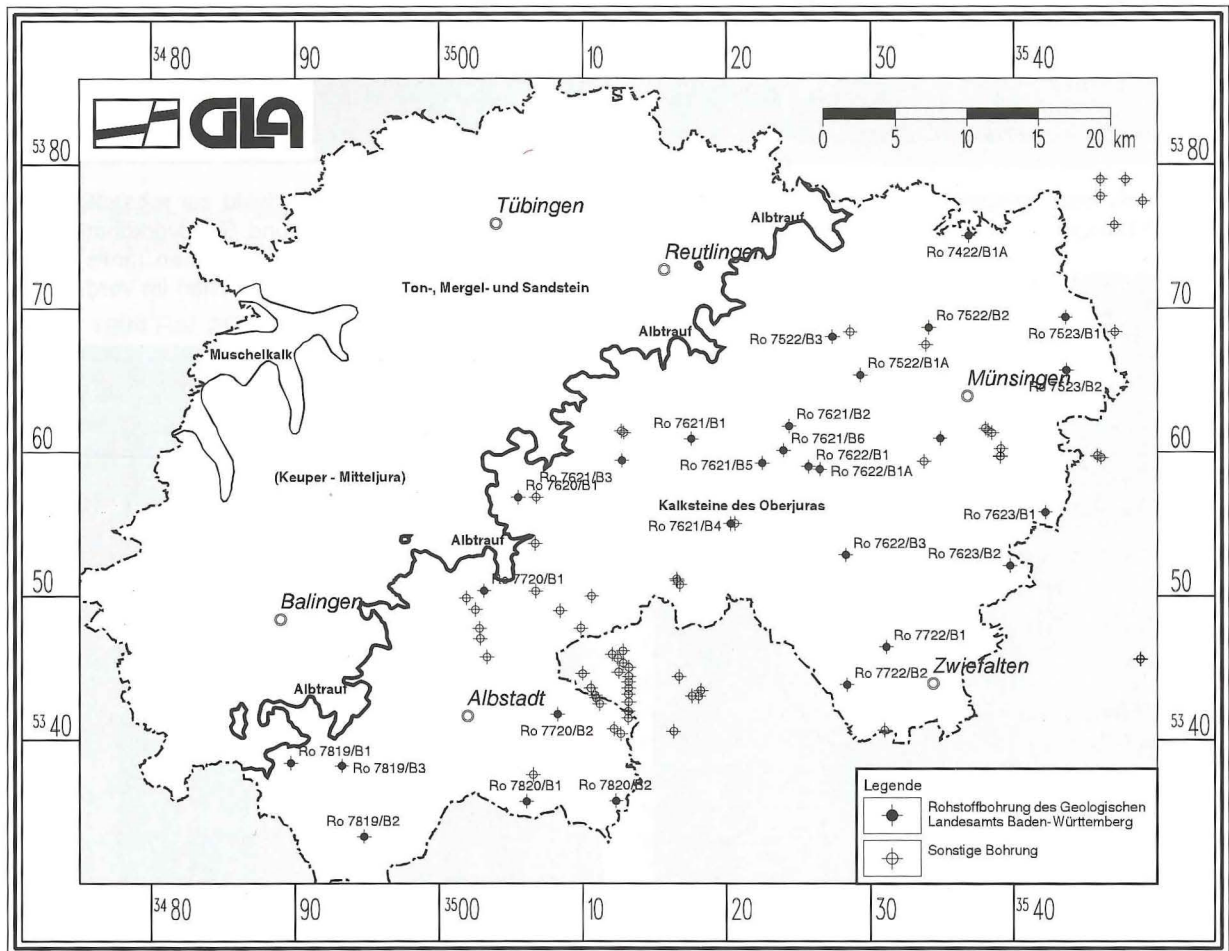 34 80
90
35 00
10
20
30
35 40
GLA
0 5 10 15 20 km
53 80
53 80
Tübingen
Albtrauf
Reutlingen
Ro 7422/B1A
Ton-, Mergel- und Sandstein
70
70
Ro 7522/B2
Albtrauf
Ro 7522/B3
Ro 7523/B1
Muschelkalk
Ro 7522/B1A
Münsingen
Ro 7523/B2
Ro 7621/B1
Ro 7621/B2
60
60
Ro 7621/B6
Ro 7622/B1
Ro 7621/B5
Ro 7622/B1A
(Keuper - Mitteljura)
Ro 7621/B3
Ro 7620/B1
Kalksteine des Oberjuras
Ro 7623/B1
Ro 7621/B4
Albtrauf
Ro 7622/B3
Ro 7623/B2
Ro 7720/B1
50
50
Balingen
Ro 7722/B1
Zwiefalten
Ro 7722/B2
Albtrauf
Albstadt
53 40
53 40
Ro 7720/B2
Ro 7819/B1
Ro 7819/B3
Ro 7820/B1
Ro 7820/B2
Ro 7819/B2
Legende
Rohstoffbohrung des Geologischen
Landesamts Baden-Württemberg
Sonstige Bohrung
34 80
90
35 00
10
20
30
35 40